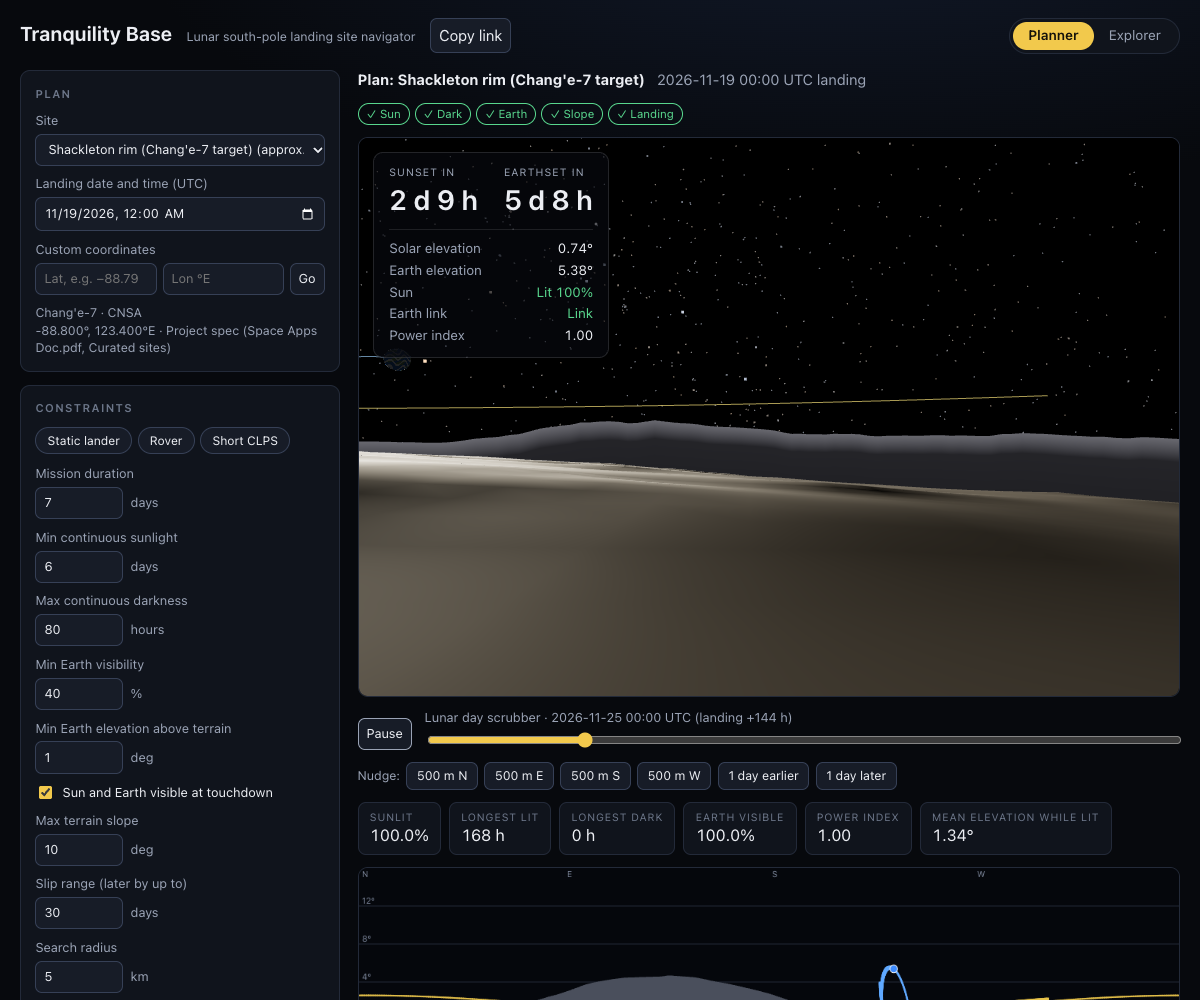 Tranquility Base Lunar south-pole landing site navigator Copy link Planner Explorer
PLAN
Site
Shackleton rim (Chang'e-7 target) (approx.
Landing date and time (UTC)
11/19/2026, 12:00 AM
Custom coordinates
Lat, e.g. −88.79 Lon °E Go
Chang'e-7 · CNSA
-88.800°, 123.400°E · Project spec (Space Apps
Doc.pdf, Curated sites)
CONSTRAINTS
Static lander Rover Short CLPS
Mission duration
7 days
Min continuous sunlight
6 days
Max continuous darkness
80 hours
Min Earth visibility
40 %
Min Earth elevation above terrain
1 deg
Sun and Earth visible at touchdown
Max terrain slope
10 deg
Slip range (later by up to)
30 days
Search radius
5 km
Plan: Shackleton rim (Chang'e-7 target) 2026-11-19 00:00 UTC landing
✓ Sun ✓ Dark ✓ Earth ✓ Slope ✓ Landing
SUNSET IN EARTHSET IN
2 d 9 h 5 d 8 h
Solar elevation 0.74°
Earth elevation 5.38°
Sun Lit 100%
Earth link Link
Power index 1.00
Pause
Lunar day scrubber · 2026-11-25 00:00 UTC (landing +144 h)
Nudge: 500 m N 500 m E 500 m S 500 m W 1 day earlier 1 day later
SUNLIT LONGEST LIT LONGEST DARK EARTH VISIBLE POWER INDEX MEAN ELEVATION WHILE LIT
100.0% 168 h 0 h 100.0% 1.00 1.34°
N E S W
12°
8°
4°